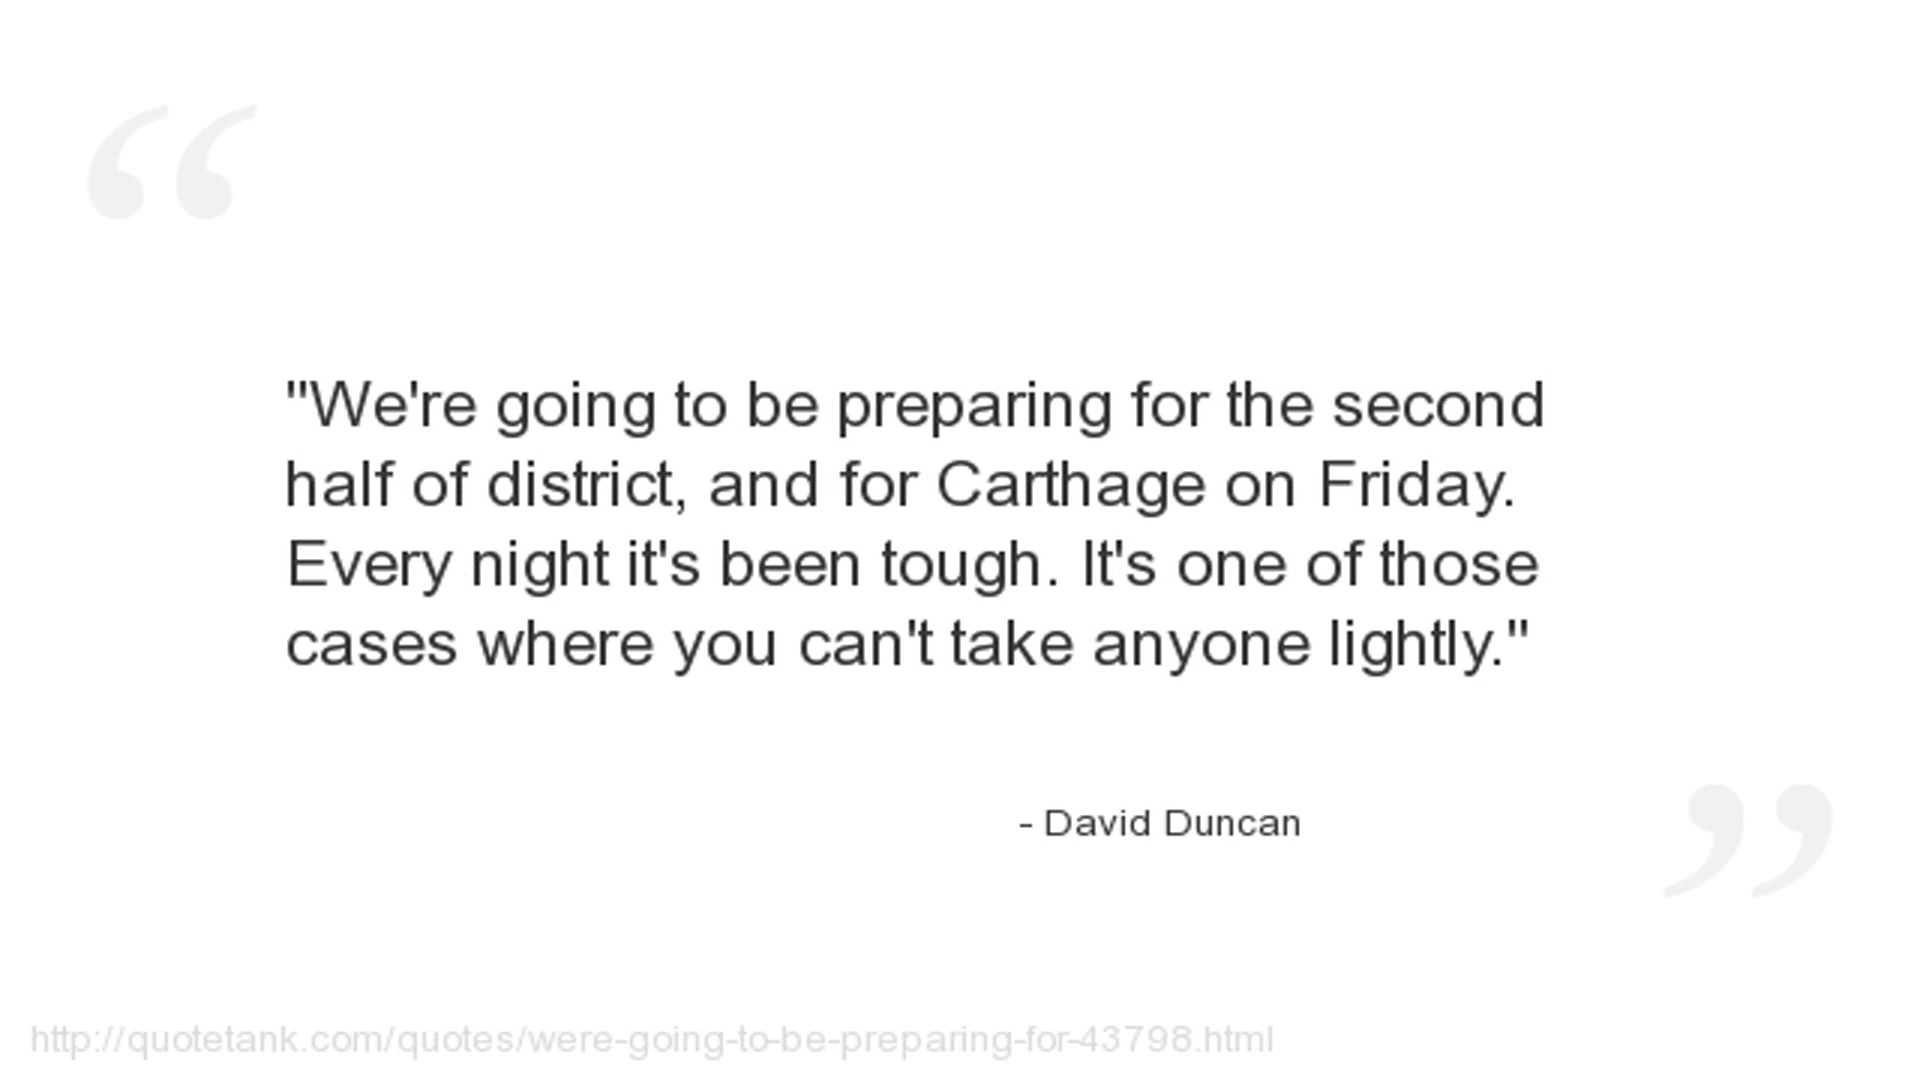 "We're going to be preparing for the second
half of district, and for Carthage on Friday.
Every night it's been tough. It's one of those
cases where you can't take anyone lightly."
- David Duncan
http://quotetank.com/quotes/were-going-to-be-preparing-for-43798.html